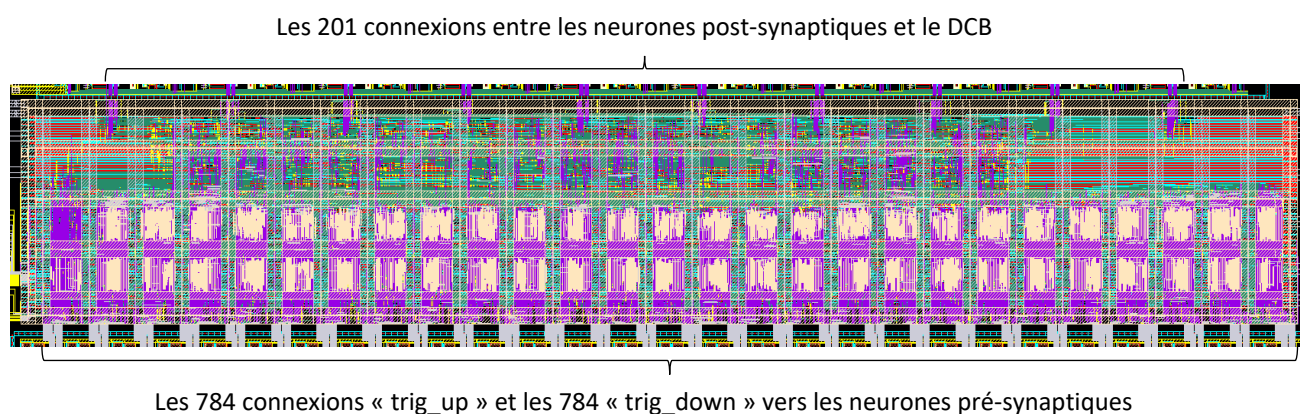 Les 201 connexions entre les neurones post-synaptiques et le DCB
Les 784 connexions « trig_up » et les 784 « trig_down » vers les neurones pré-synaptiques